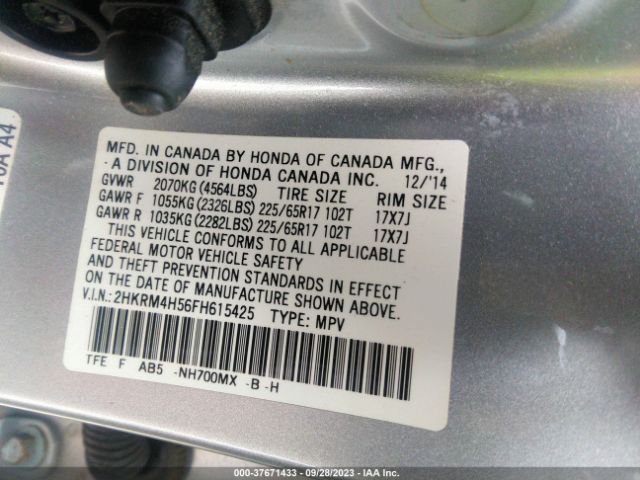 10A A4
MFD. IN CANADA BY HONDA OF CANADA MFG.,
A DIVISION OF HONDA CANADA INC. 12/'14
GVWR 2070KG (4564LBS) TIRE SIZE RIM SIZE
GAWR F 1055KG (2326LBS) 225/65R17 102T 17X7J
GAWR R 1035KG (2282LBS) 225/65R17 102T 17X7J
THIS VEHICLE CONFORMS TO ALL APPLICABLE
FEDERAL MOTOR VEHICLE SAFETY
AND THEFT PREVENTION STANDARDS IN EFFECT
ON THE DATE OF MANUFACTURE SHOWN ABOVE.
V.I.N.: 2HKRM4H56FH615425 TYPE: MPV
TFE F AB5 -NH700MX -B -H
000-37671433 - 09/28/2023 - IAA Inc.